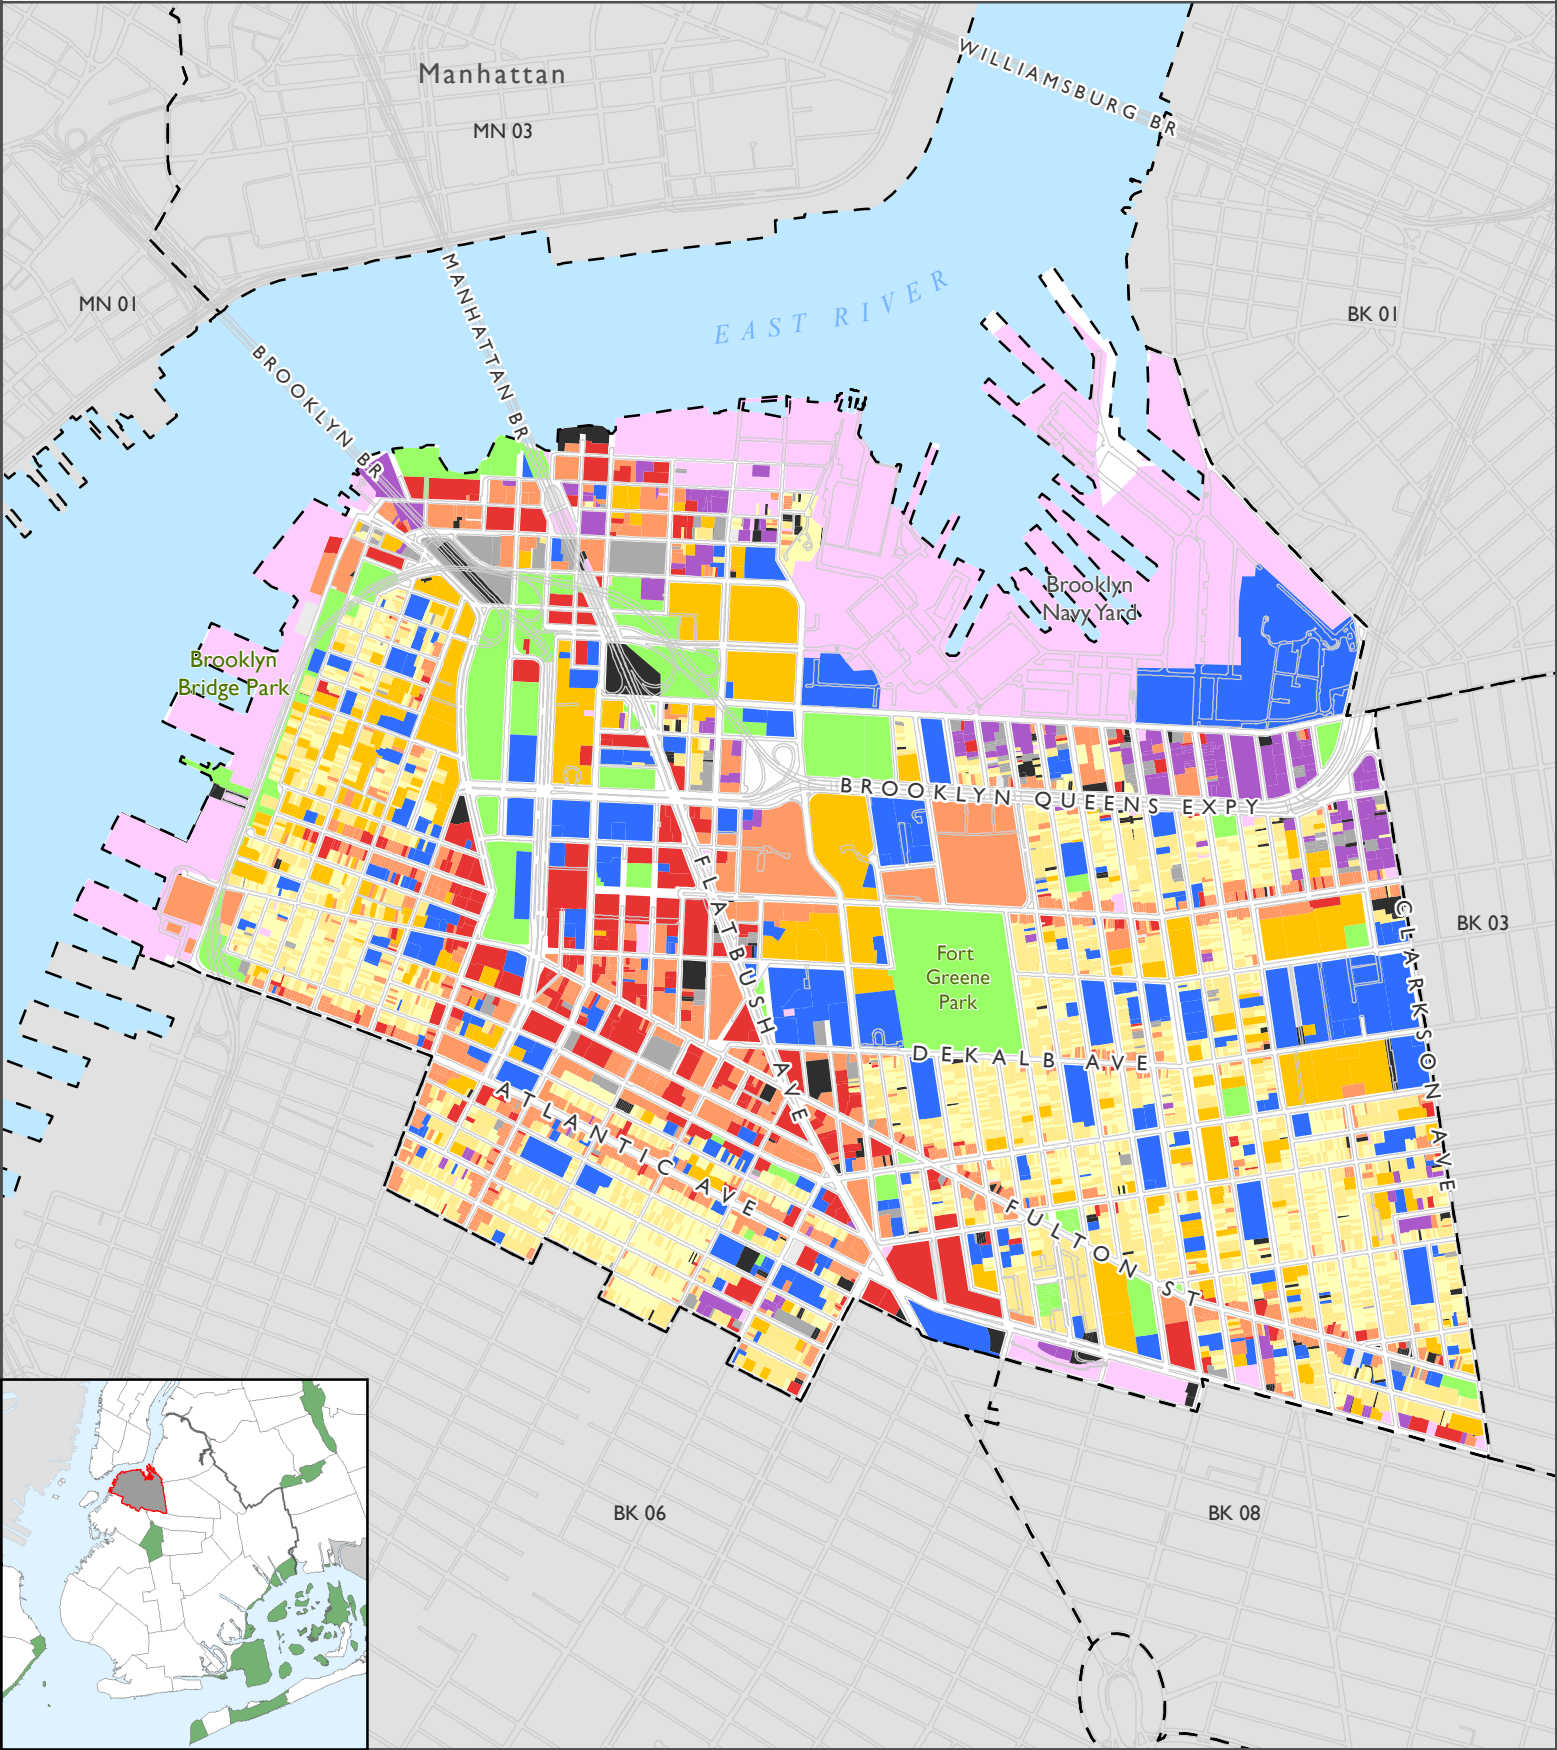 WILLIAMSBURG BR
Manhattan
MN 03
MANHATTAN BR
EAST RIVER
MN 01
BK 01
BROOKLYN BR
Brooklyn
Navy Yard
Brooklyn
Bridge Park
BROOKLYN QUEENS EXPY
FLATBUSH AVE
CLARKSON AVE
BK 03
Fort
Greene
Park
DEKALB AVE
ATLANTIC AVE
FULTON ST
BK 06
BK 08